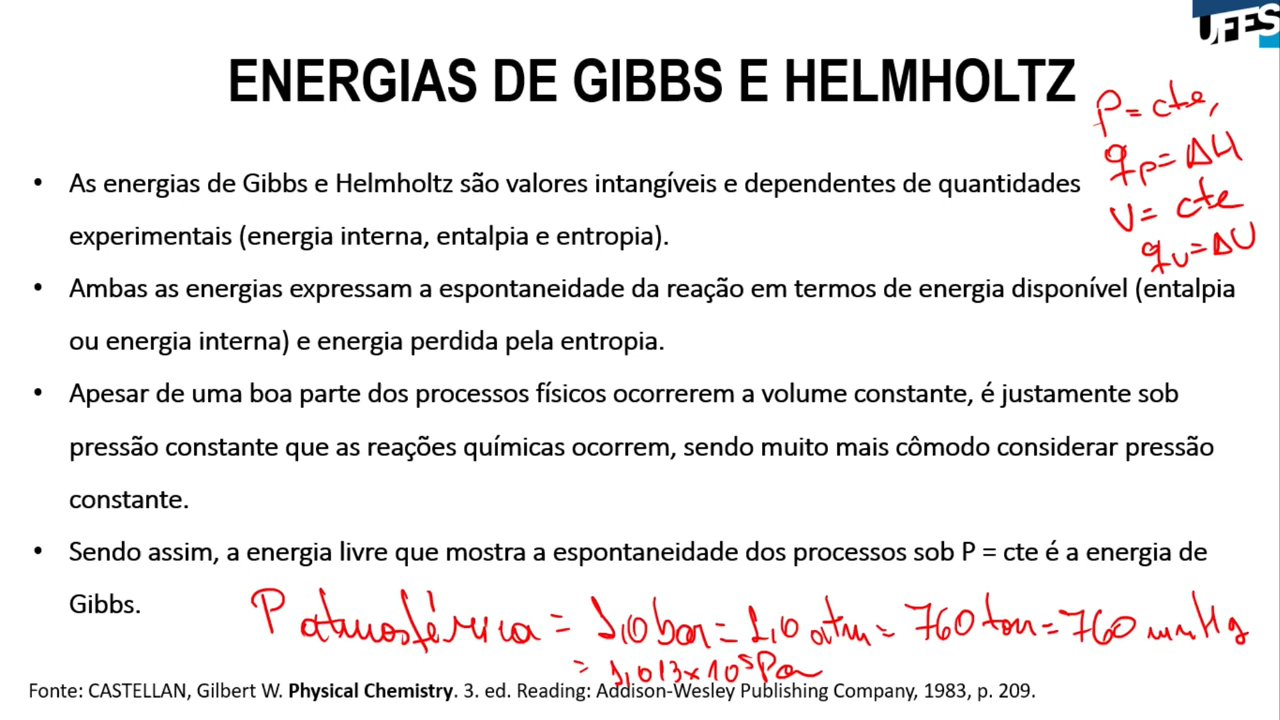 UFES
ENERGIAS DE GIBBS E HELMHOLTZ
P = cte,
qp = ΔH
V = cte
qv = ΔU
• As energias de Gibbs e Helmholtz são valores intangíveis e dependentes de quantidades
experimentais (energia interna, entalpia e entropia).
• Ambas as energias expressam a espontaneidade da reação em termos de energia disponível (entalpia
ou energia interna) e energia perdida pela entropia.
• Apesar de uma boa parte dos processos físicos ocorrerem a volume constante, é justamente sob
pressão constante que as reações químicas ocorrem, sendo muito mais cômodo considerar pressão
constante.
• Sendo assim, a energia livre que mostra a espontaneidade dos processos sob P = cte é a energia de
Gibbs.
P atmosférica = 1,0 bar = 1,0 atm = 760 torr = 760 mmHg
= 1,013 x 10⁵ Pa
Fonte: CASTELLAN, Gilbert W. Physical Chemistry. 3. ed. Reading: Addison-Wesley Publishing Company, 1983, p. 209.